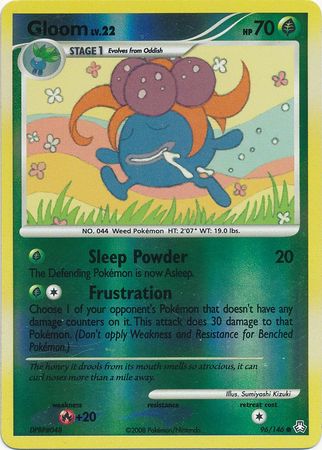 Gloom LV.22
HP 70
STAGE 1 Evolves from Oddish
NO. 044 Weed Pokémon HT: 2'07" WT: 19.0 lbs.
Sleep Powder 20
The Defending Pokémon is now Asleep.
Frustration
Choose 1 of your opponent's Pokémon that doesn't have any
damage counters on it. This attack does 30 damage to that
Pokémon. (Don't apply Weakness and Resistance for Benched
Pokémon.)
The honey it drools from its mouth smells so atrocious, it can
curl noses more than a mile away.
Illus. Sumiyoshi Kizuki
weakness resistance retreat cost
+20
©2008 Pokémon/Nintendo
96/146